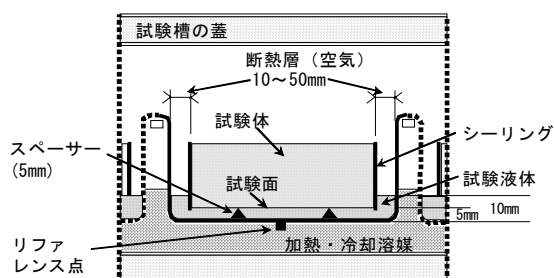 試験槽の蓋
断熱層（空気）
10～50mm
試験体
シーリング
スペーサー
(5mm)
試験面
試験液体
5mm
10mm
リファ
レンス点
加熱・冷却溶媒